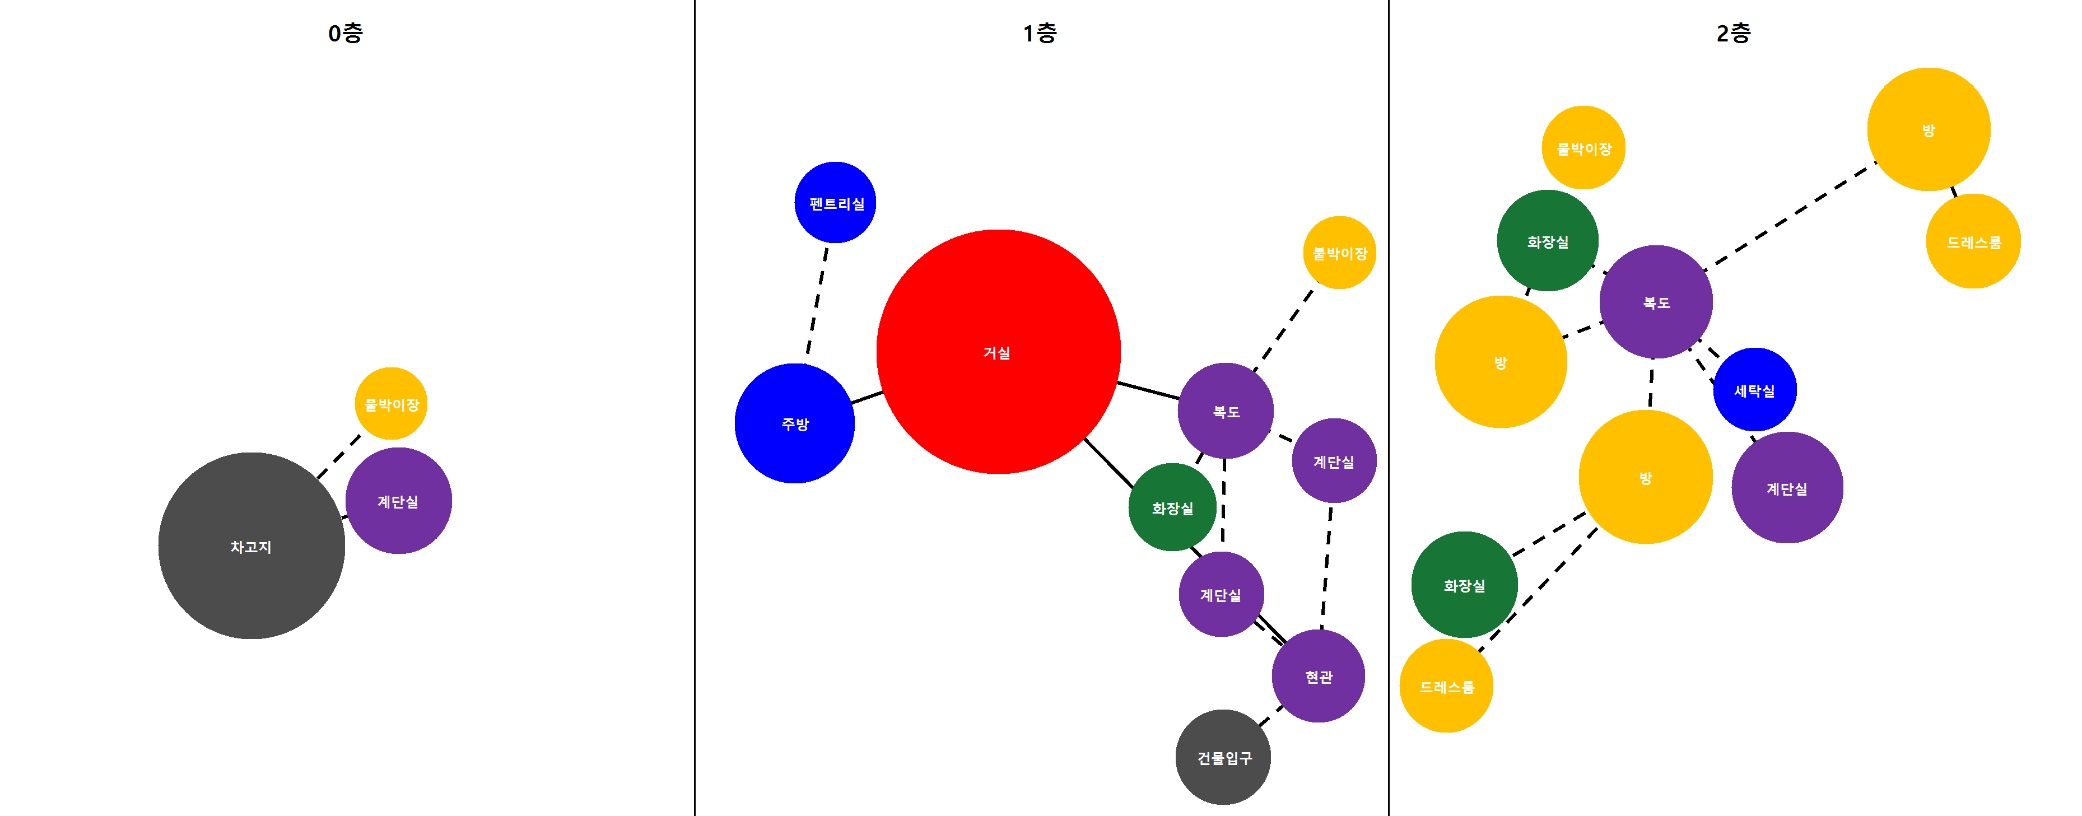 0층
붙박이장
계단실
차고지
1층
펜트리실
붙박이장
거실
복도
주방
계단실
화장실
계단실
현관
건물입구
2층
방
붙박이장
화장실
드레스룸
복도
방
세탁실
방
계단실
화장실
드레스룸